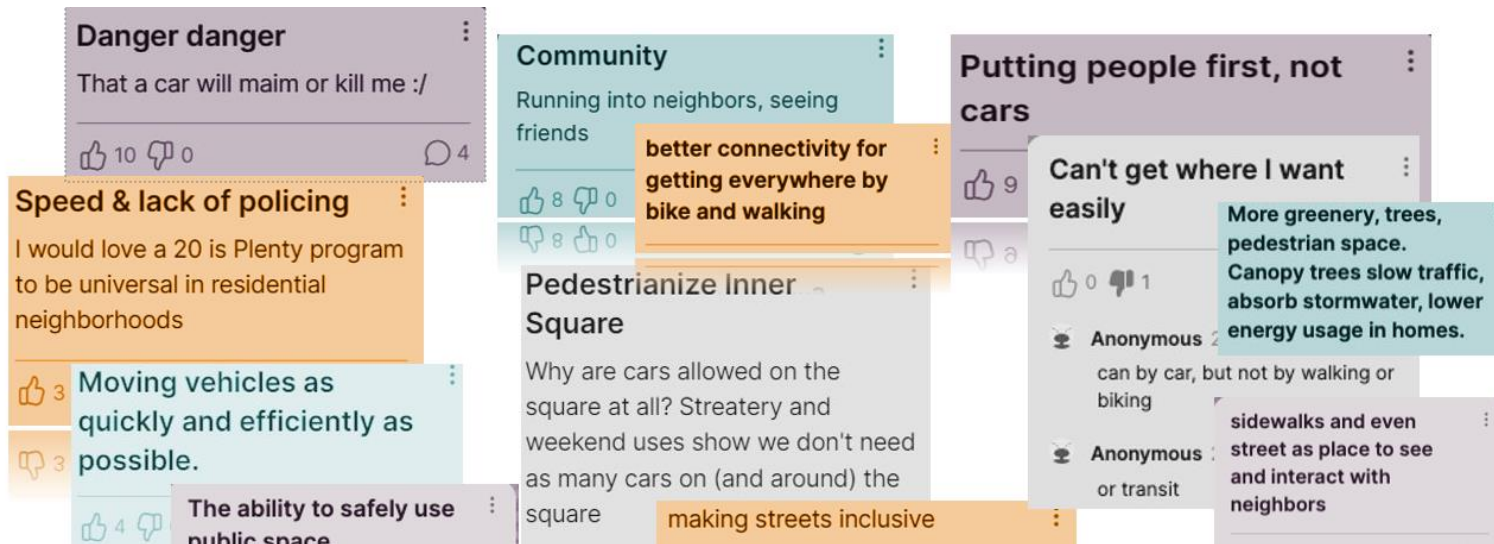 Danger danger
That a car will maim or kill me :/
10 0 4
Speed & lack of policing
I would love a 20 is Plenty program
to be universal in residential
neighborhoods
3
3
Moving vehicles as
quickly and efficiently as
possible.
4
The ability to safely use
public space
Community
Running into neighbors, seeing
friends
8 0
8 0
better connectivity for
getting everywhere by
bike and walking
Pedestrianize Inner
Square
Why are cars allowed on the
square at all? Streatery and
weekend uses show we don't need
as many cars on (and around) the
square
making streets inclusive
Putting people first, not
cars
9
Can't get where I want
easily
0 1
Anonymous
can by car, but not by walking or
biking
Anonymous
or transit
More greenery, trees,
pedestrian space.
Canopy trees slow traffic,
absorb stormwater, lower
energy usage in homes.
sidewalks and even
street as place to see
and interact with
neighbors